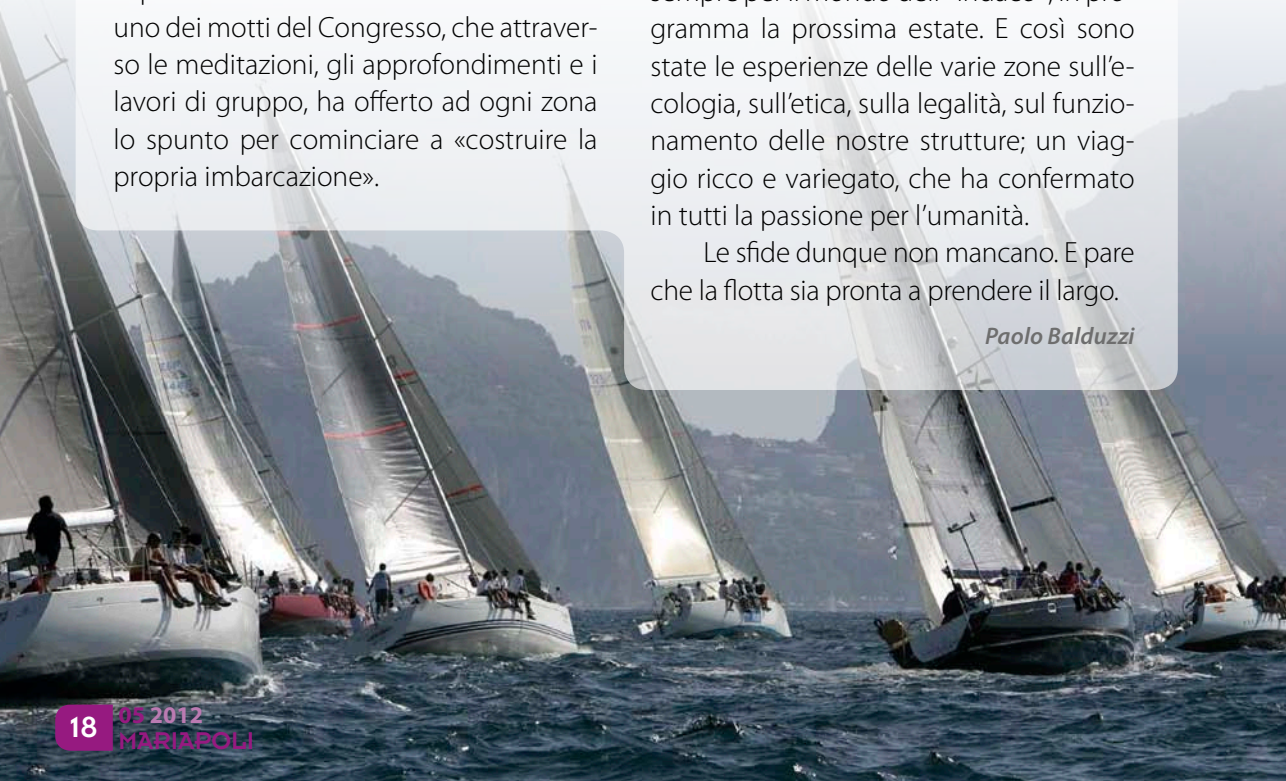 uno dei motti del Congresso, che attraver-
so le meditazioni, gli approfondimenti e i
lavori di gruppo, ha offerto ad ogni zona
lo spunto per cominciare a «costruire la
propria imbarcazione».
gramma la prossima estate. E così sono
state le esperienze delle varie zone sull’e-
cologia, sull’etica, sulla legalità, sul funzio-
namento delle nostre strutture; un viag-
gio ricco e variegato, che ha confermato
in tutti la passione per l’umanità.
Le sfide dunque non mancano. E pare
che la flotta sia pronta a prendere il largo.
Paolo Balduzzi
18 05 2012
MARIAPOLI